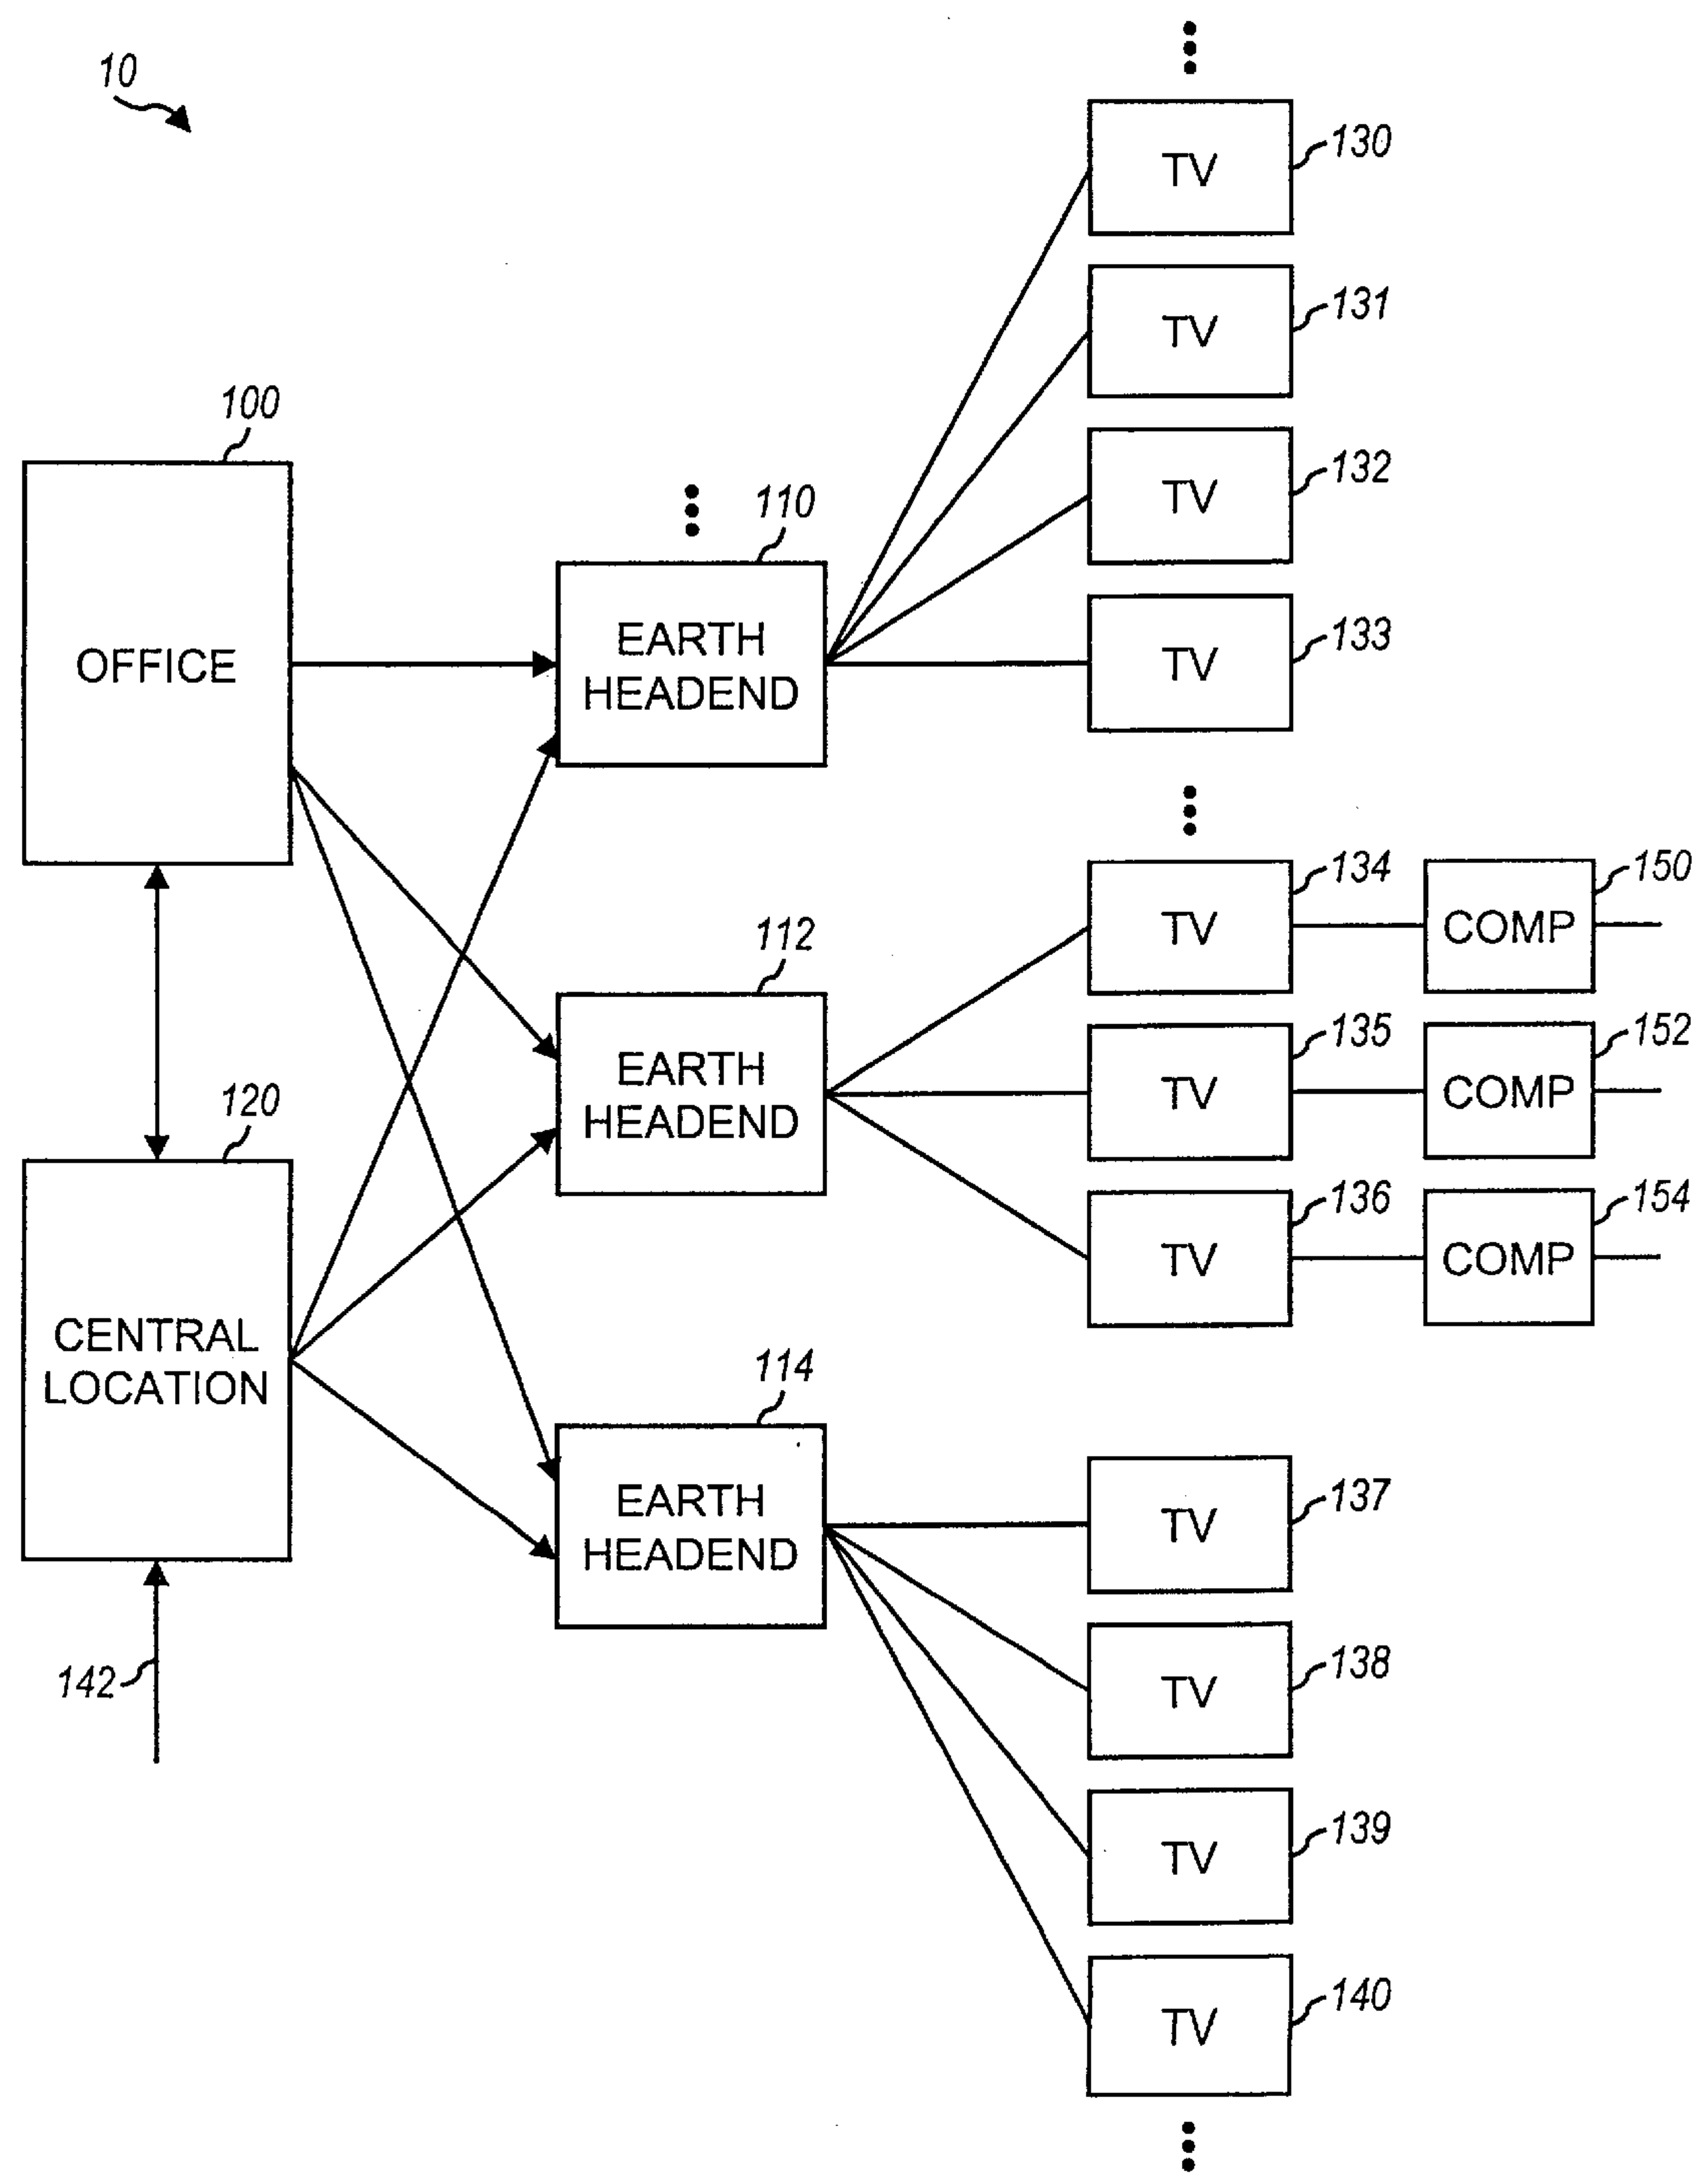 10
TV
130
TV
131
100
TV
132
110
OFFICE
EARTH
HEADEND
TV
133
TV
134
COMP
150
112
EARTH
HEADEND
TV
135
COMP
152
120
CENTRAL
LOCATION
TV
136
COMP
154
114
EARTH
HEADEND
TV
137
142
TV
138
TV
139
TV
140